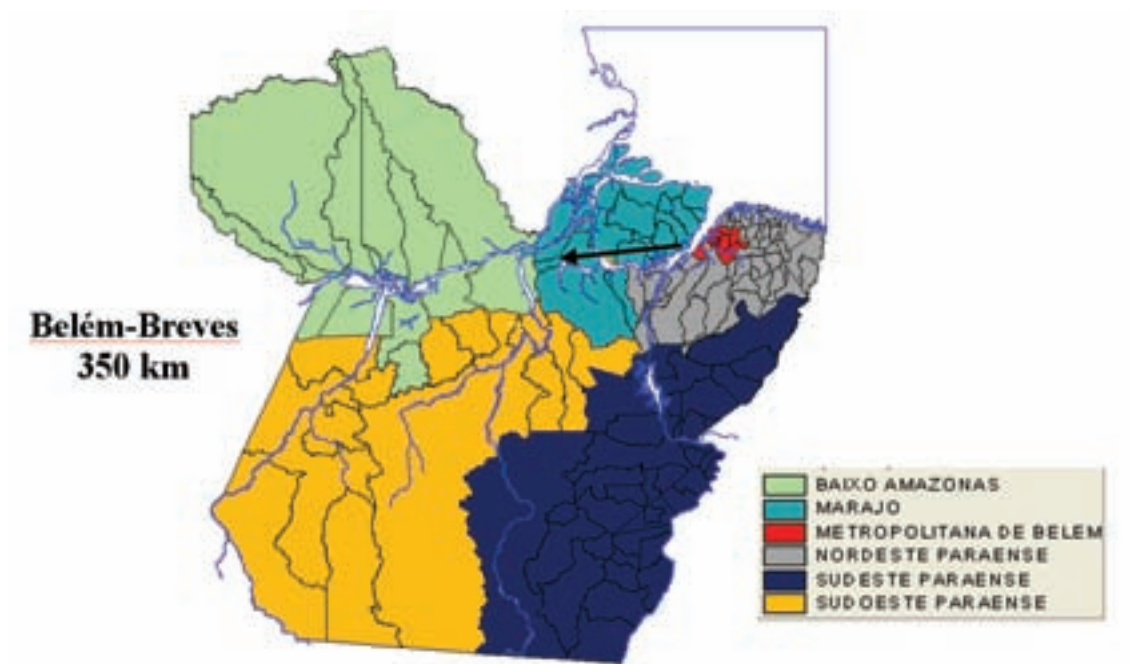 Belém-Breves
350 km
BAIXO AMAZONAS
MARAJO
METROPOLITANA DE BELEM
NORDESTE PARAENSE
SUDESTE PARAENSE
SUDOESTE PARAENSE